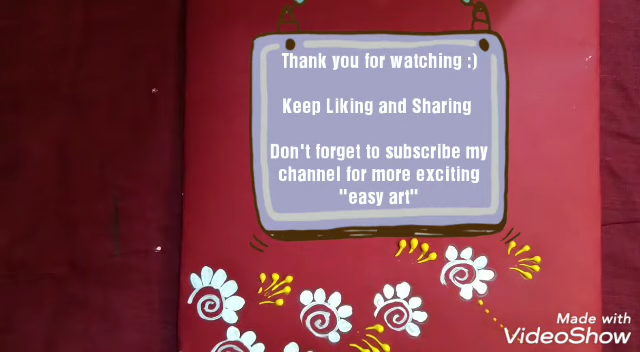 Thank you for watching :)
Keep Liking and Sharing
Don't forget to subscribe my
channel for more exciting
"easy art"
Made with
VideoShow